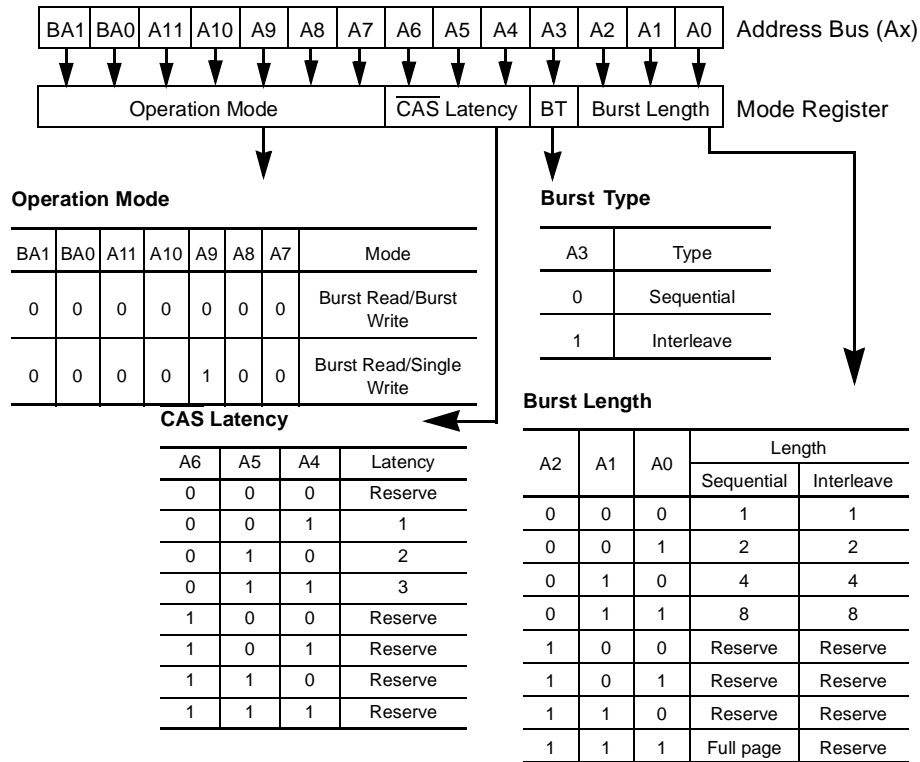 BA1 BA0 A11 A10 A9 A8 A7 A6 A5 A4 A3 A2 A1 A0 Address Bus (Ax)
Operation Mode CAS Latency BT Burst Length Mode Register
Operation Mode
BA1 BA0 A11 A10 A9 A8 A7 Mode
0 0 0 0 0 0 0 Burst Read/Burst
Write
0 0 0 0 1 0 0 Burst Read/Single
Write
Burst Type
A3 Type
0 Sequential
1 Interleave
CAS Latency
A6 A5 A4 Latency
0 0 0 Reserve
0 0 1 1
0 1 0 2
0 1 1 3
1 0 0 Reserve
1 0 1 Reserve
1 1 0 Reserve
1 1 1 Reserve
Burst Length
A2 A1 A0 Length
Sequential Interleave
0 0 0 1 1
0 0 1 2 2
0 1 0 4 4
0 1 1 8 8
1 0 0 Reserve Reserve
1 0 1 Reserve Reserve
1 1 0 Reserve Reserve
1 1 1 Full page Reserve